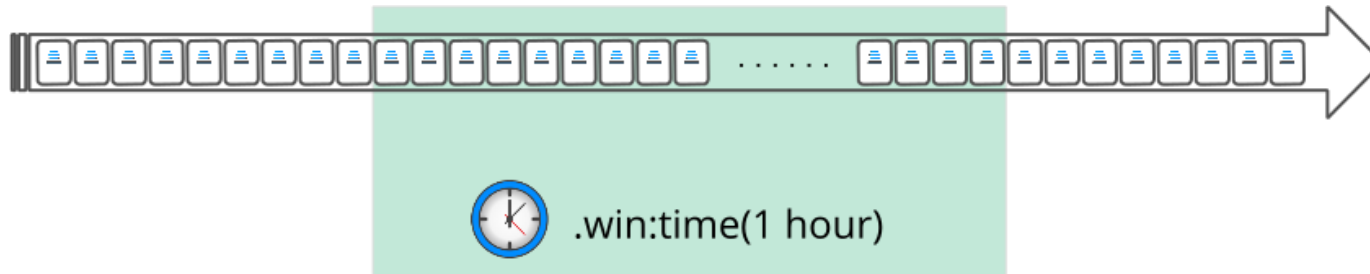 . . . . . .
.win:time(1 hour)